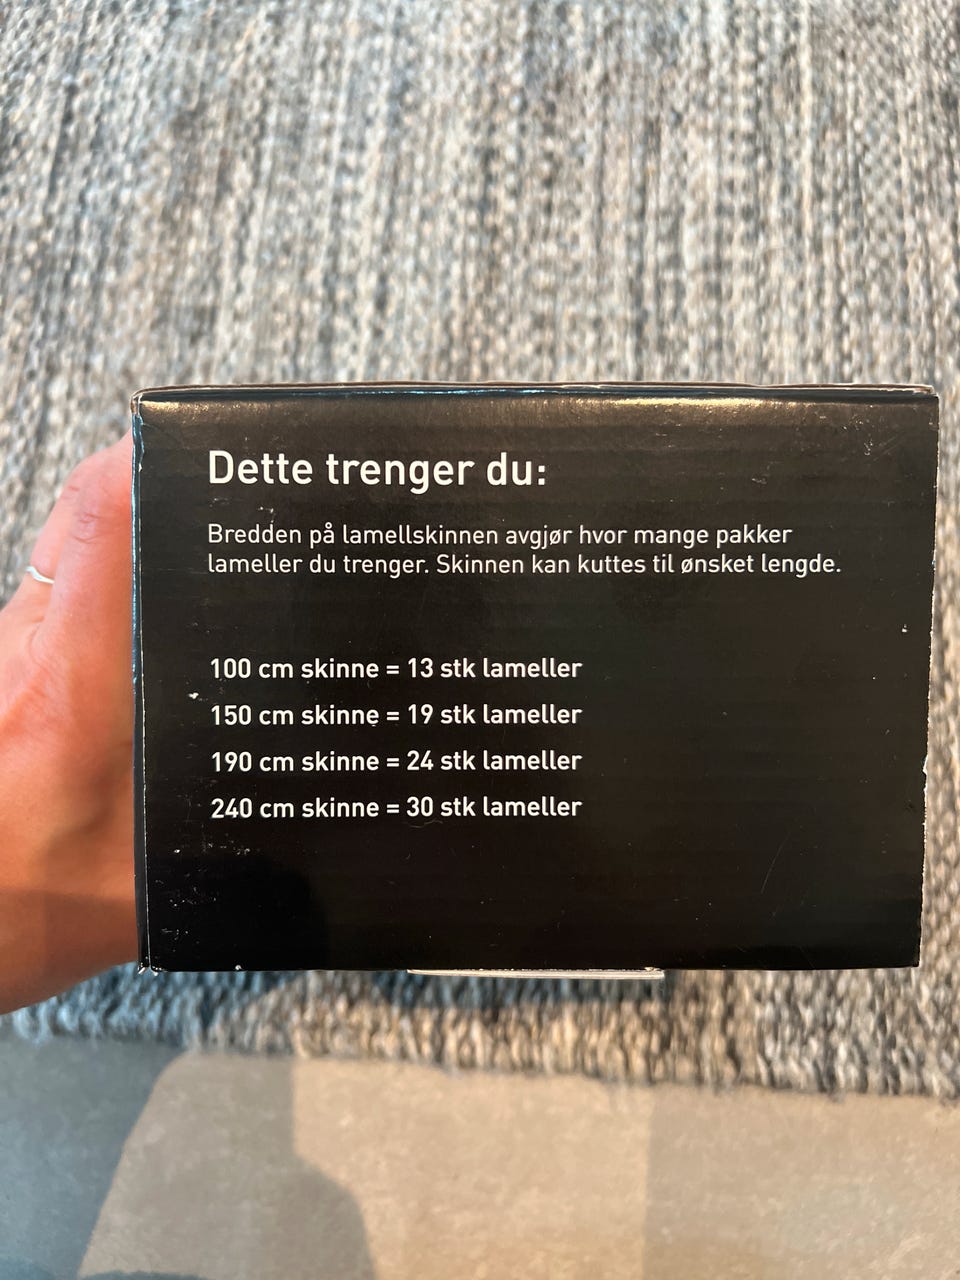 Dette trenger du:
Bredden på lamellskinnen avgjør hvor mange pakker
lameller du trenger. Skinnen kan kuttes til ønsket lengde.
100 cm skinne = 13 stk lameller
150 cm skinne = 19 stk lameller
190 cm skinne = 24 stk lameller
240 cm skinne = 30 stk lameller